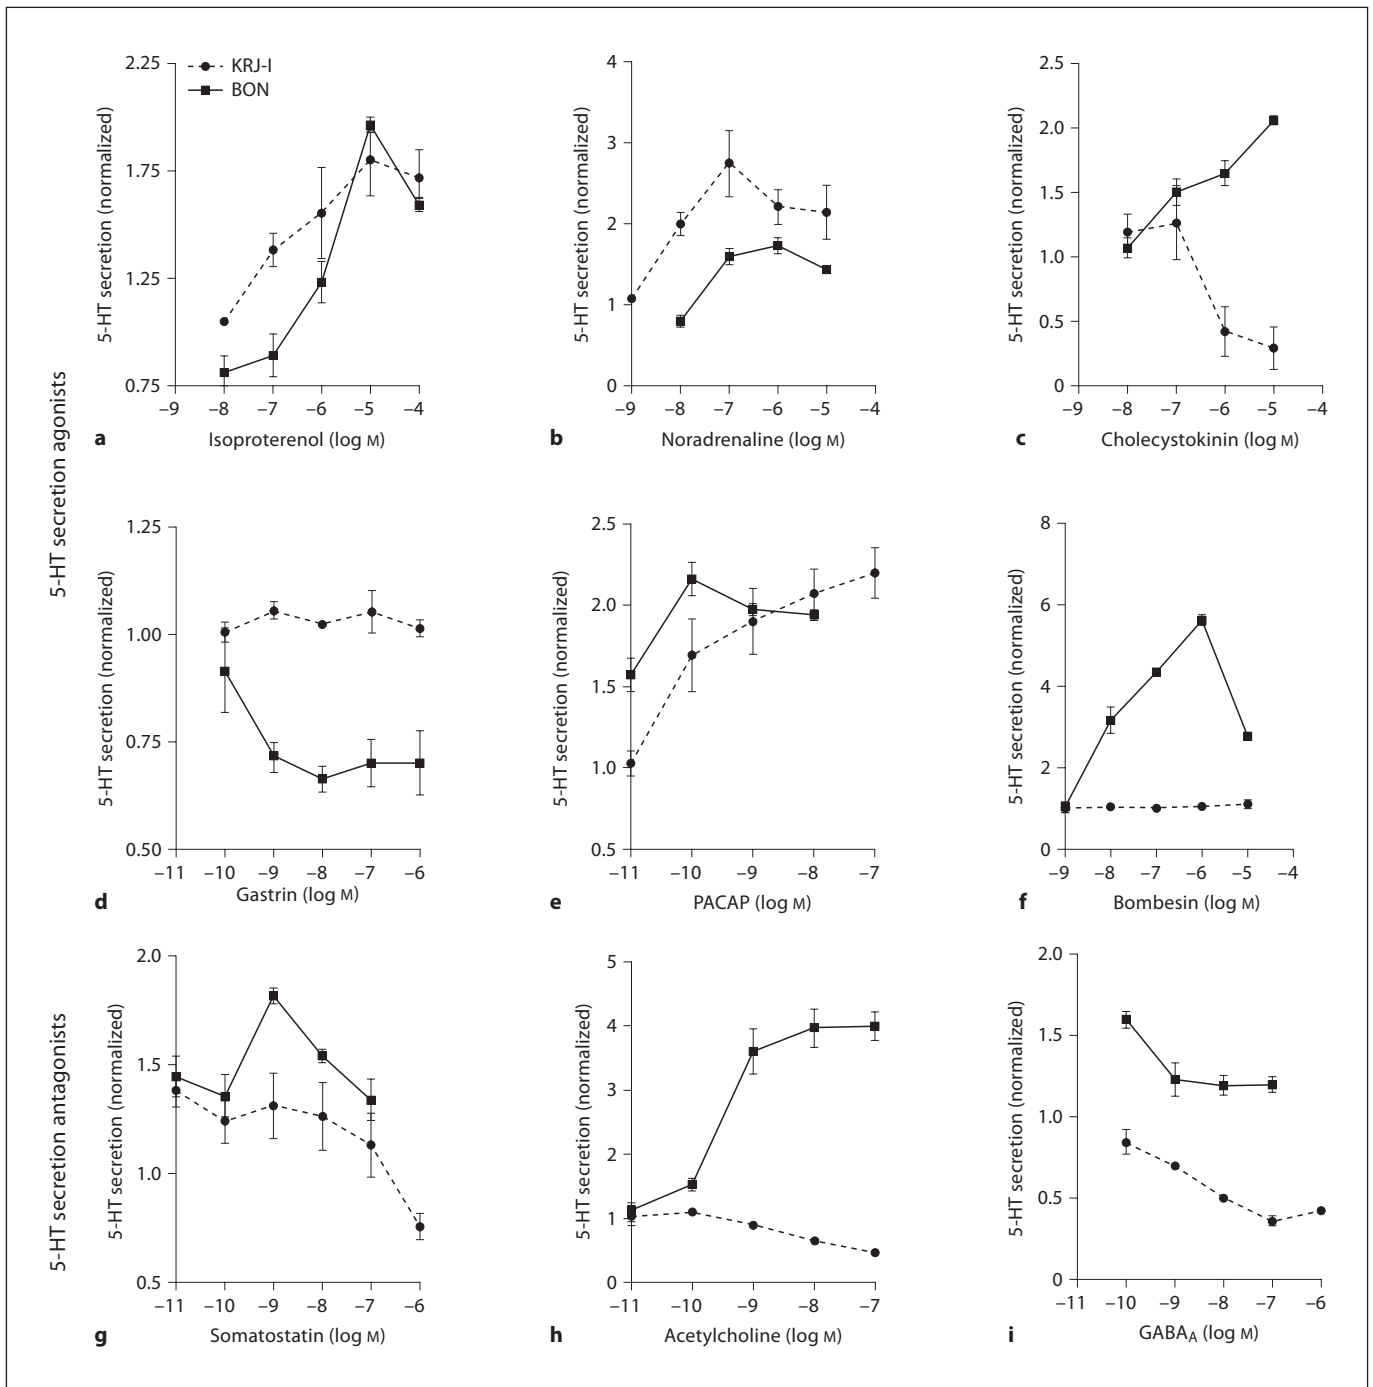 5-HT secretion agonists
5-HT secretion antagonists
KRJ-I
BON
5-HT secretion (normalized)
2.25
1.75
1.25
0.75
–9 –8 –7 –6 –5 –4
a Isoproterenol (log M)
5-HT secretion (normalized)
4
3
2
1
0
–9 –8 –7 –6 –5 –4
b Noradrenaline (log M)
5-HT secretion (normalized)
2.5
2.0
1.5
1.0
0.5
0
–9 –8 –7 –6 –5 –4
c Cholecystokinin (log M)
5-HT secretion (normalized)
1.25
1.00
0.75
0.50
–11 –10 –9 –8 –7 –6
d Gastrin (log M)
5-HT secretion (normalized)
2.5
2.0
1.5
1.0
0.5
–11 –10 –9 –8 –7
e PACAP (log M)
5-HT secretion (normalized)
8
6
4
2
0
–9 –8 –7 –6 –5 –4
f Bombesin (log M)
5-HT secretion (normalized)
2.0
1.5
1.0
0.5
–11 –10 –9 –8 –7 –6
g Somatostatin (log M)
5-HT secretion (normalized)
5
4
3
2
1
0
–11 –10 –9 –8 –7
h Acetylcholine (log M)
5-HT secretion (normalized)
2.0
1.5
1.0
0.5
0
–11 –10 –9 –8 –7 –6
i GABAA (log M)